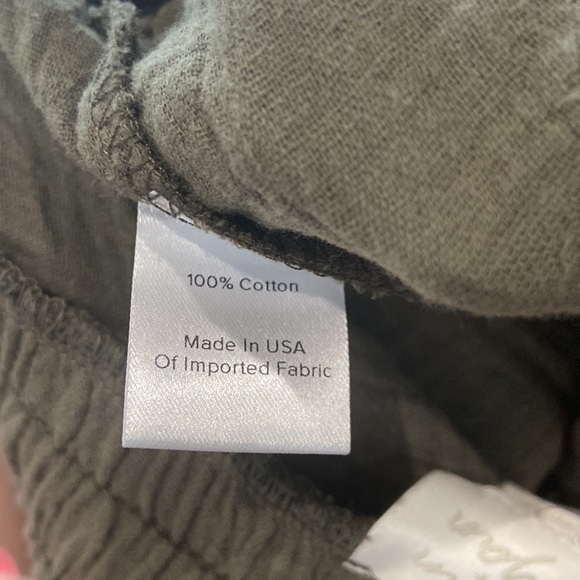 100% Cotton
Made In USA
Of Imported Fabric